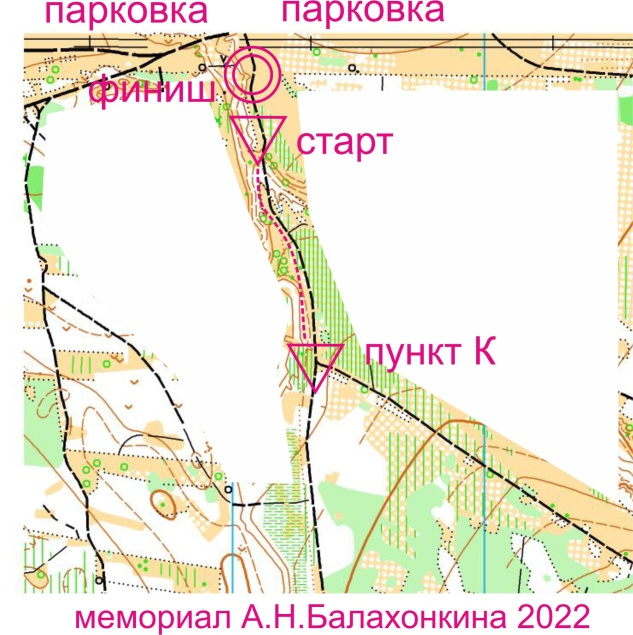 парковка парковка
финиш
старт
пункт К
мемориал А.Н.Балахонкина 2022